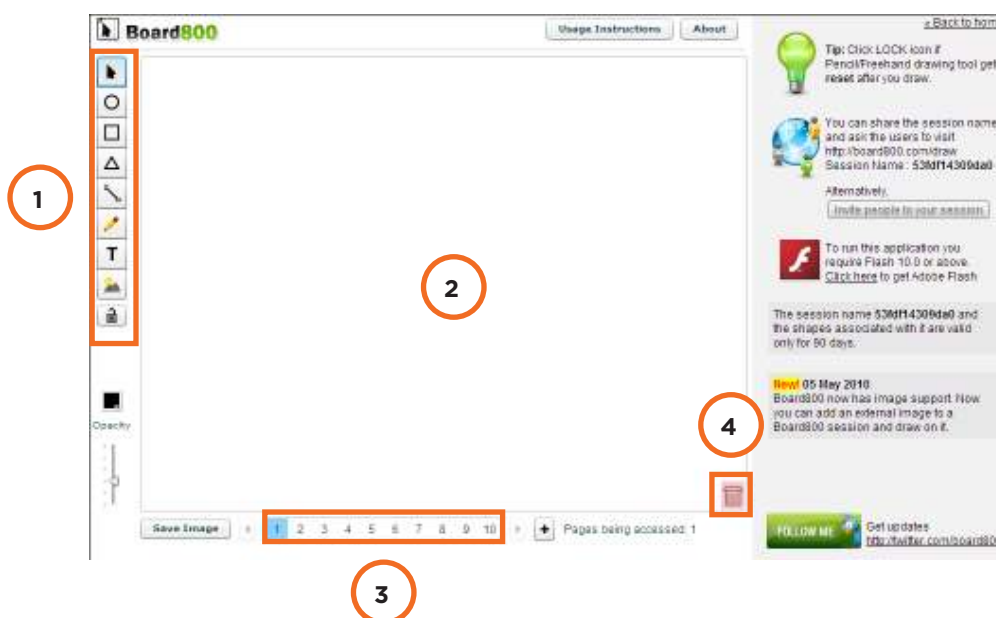 Board800
Usage Instructions
About
« Back to hom
Tip: Click LOCK icon if
Pencil/Freehand drawing tool get
reset after you draw.
You can share the session name
and ask the users to visit
http://board800.com/draw
Session Name : 53fdf14309da0
Alternatively,
Invite people to your session
To run this application you
require Flash 10.0 or above.
Click here to get Adobe Flash
The session name 53fdf14309da0 and
the shapes associated with it are valid
only for 90 days.
New! 05 May 2010
Board800 now has image support. Now
you can add an external image to a
Board800 session and draw on it.
1
T
2
Opacity
4
Save Image
1 2 3 4 5 6 7 8 9 10
+
Pages being accessed: 1
FOLLOW ME
Get updates
http://twitter.com/board80
3